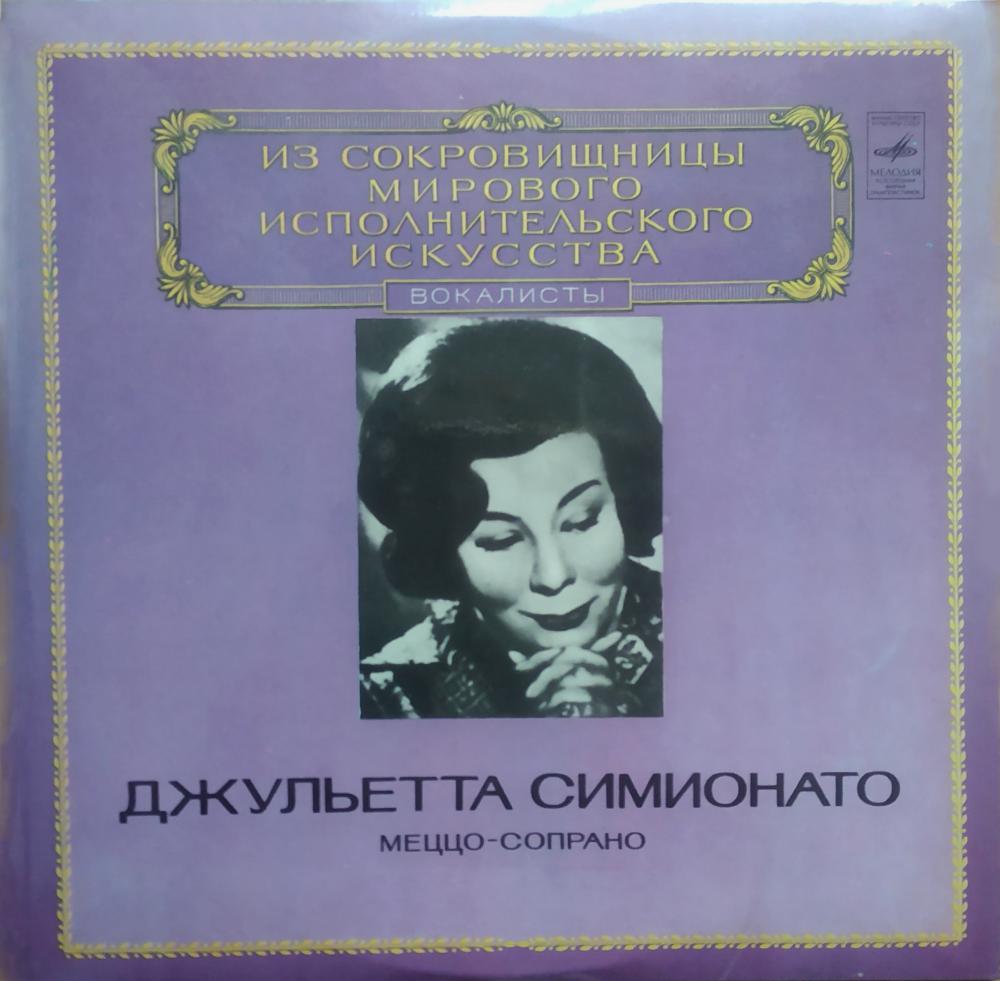 ИЗ СОКРОВИЩНИЦЫ
МИРОВОГО
ИСПОЛНИТЕЛЬСКОГО
ИСКУССТВА
ВОКАЛИСТЫ
МЕЛОДИЯ
ДЖУЛЬЕТТА СИМИОНАТО
МЕЦЦО-СОПРАНО